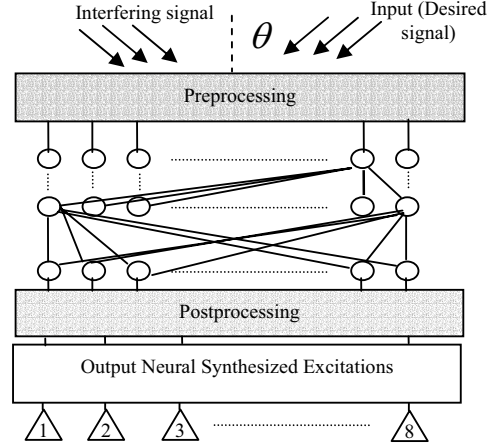 Interfering signal
θ
Input (Desired
signal)
Preprocessing
Postprocessing
Output Neural Synthesized Excitations
1 2 3 8